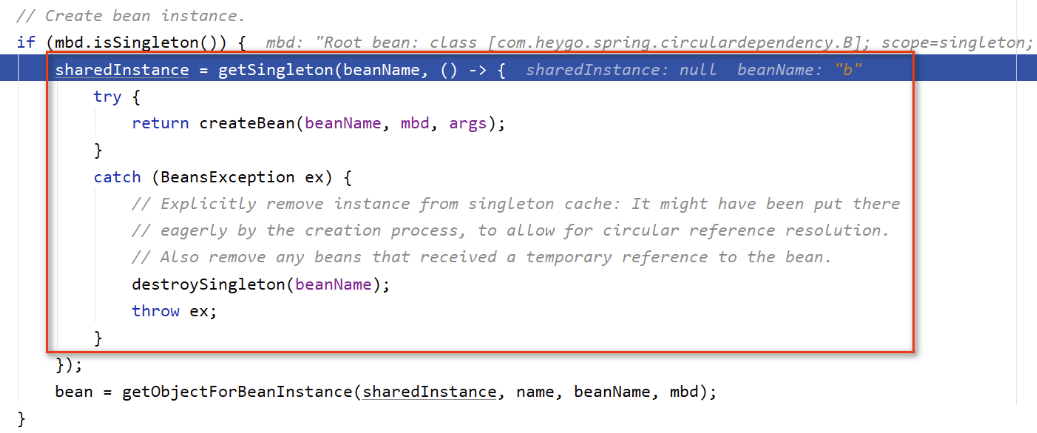 // Create bean instance.
if (mbd.isSingleton()) {  mbd: "Root bean: class [com.heygo.spring.circulardependency.B]; scope=singleton;
    sharedInstance = getSingleton(beanName, () -> {  sharedInstance: null  beanName: "b"
        try {
            return createBean(beanName, mbd, args);
        }
        catch (BeansException ex) {
            // Explicitly remove instance from singleton cache: It might have been put there
            // eagerly by the creation process, to allow for circular reference resolution.
            // Also remove any beans that received a temporary reference to the bean.
            destroySingleton(beanName);
            throw ex;
        }
    });
    bean = getObjectForBeanInstance(sharedInstance, name, beanName, mbd);
}